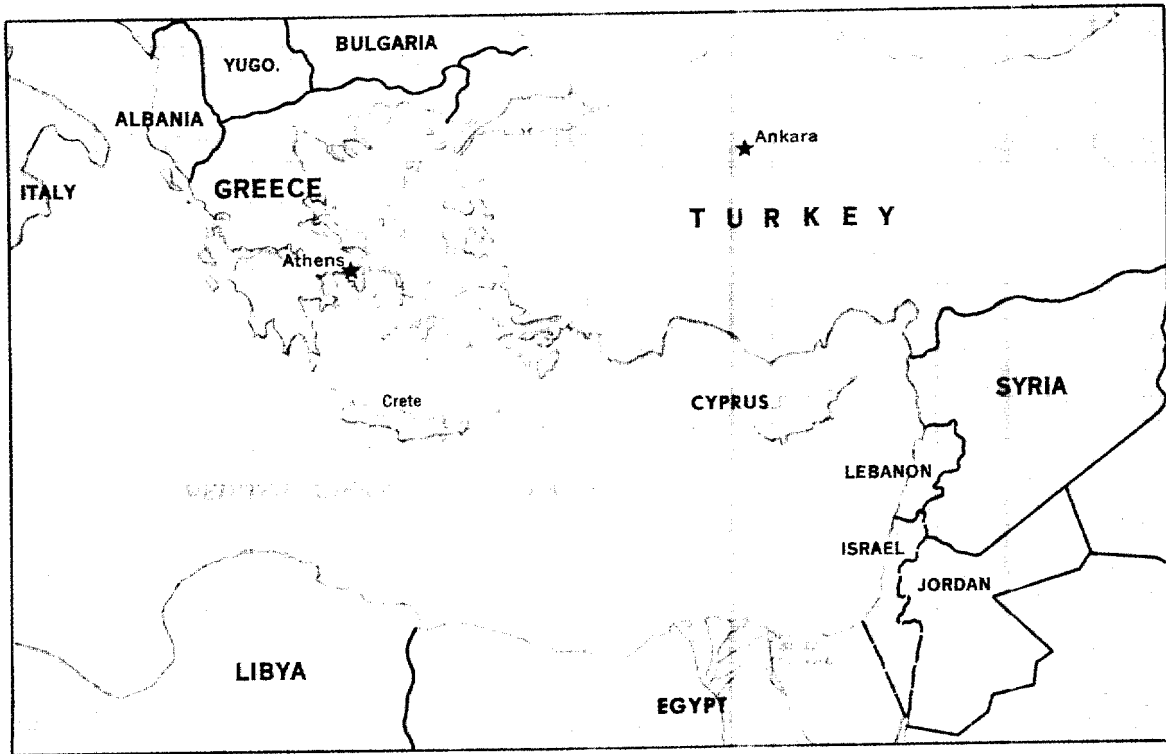 BULGARIA
YUGO.
ALBANIA
Ankara
ITALY
GREECE
TURKEY
Athens
SYRIA
Crete
CYPRUS
LEBANON
ISRAEL
JORDAN
LIBYA
EGYPT